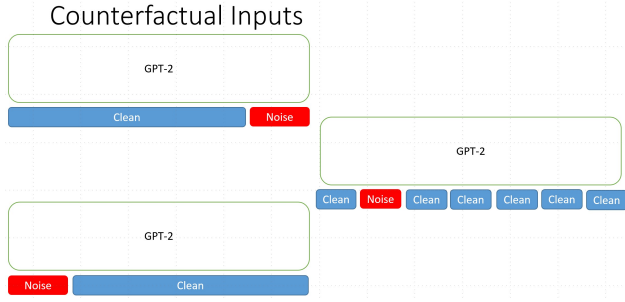 Counterfactual Inputs
GPT-2
Clean Noise
GPT-2
Clean Noise Clean Clean Clean Clean Clean
GPT-2
Noise Clean